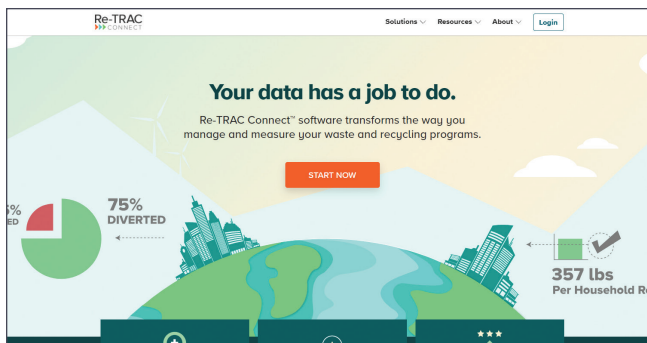 Re-TRAC
CONNECT
Solutions
Resources
About
Login
Your data has a job to do.
Re-TRAC Connect™ software transforms the way you
manage and measure your waste and recycling programs.
START NOW
75%
DIVERTED
357 lbs
Per Household